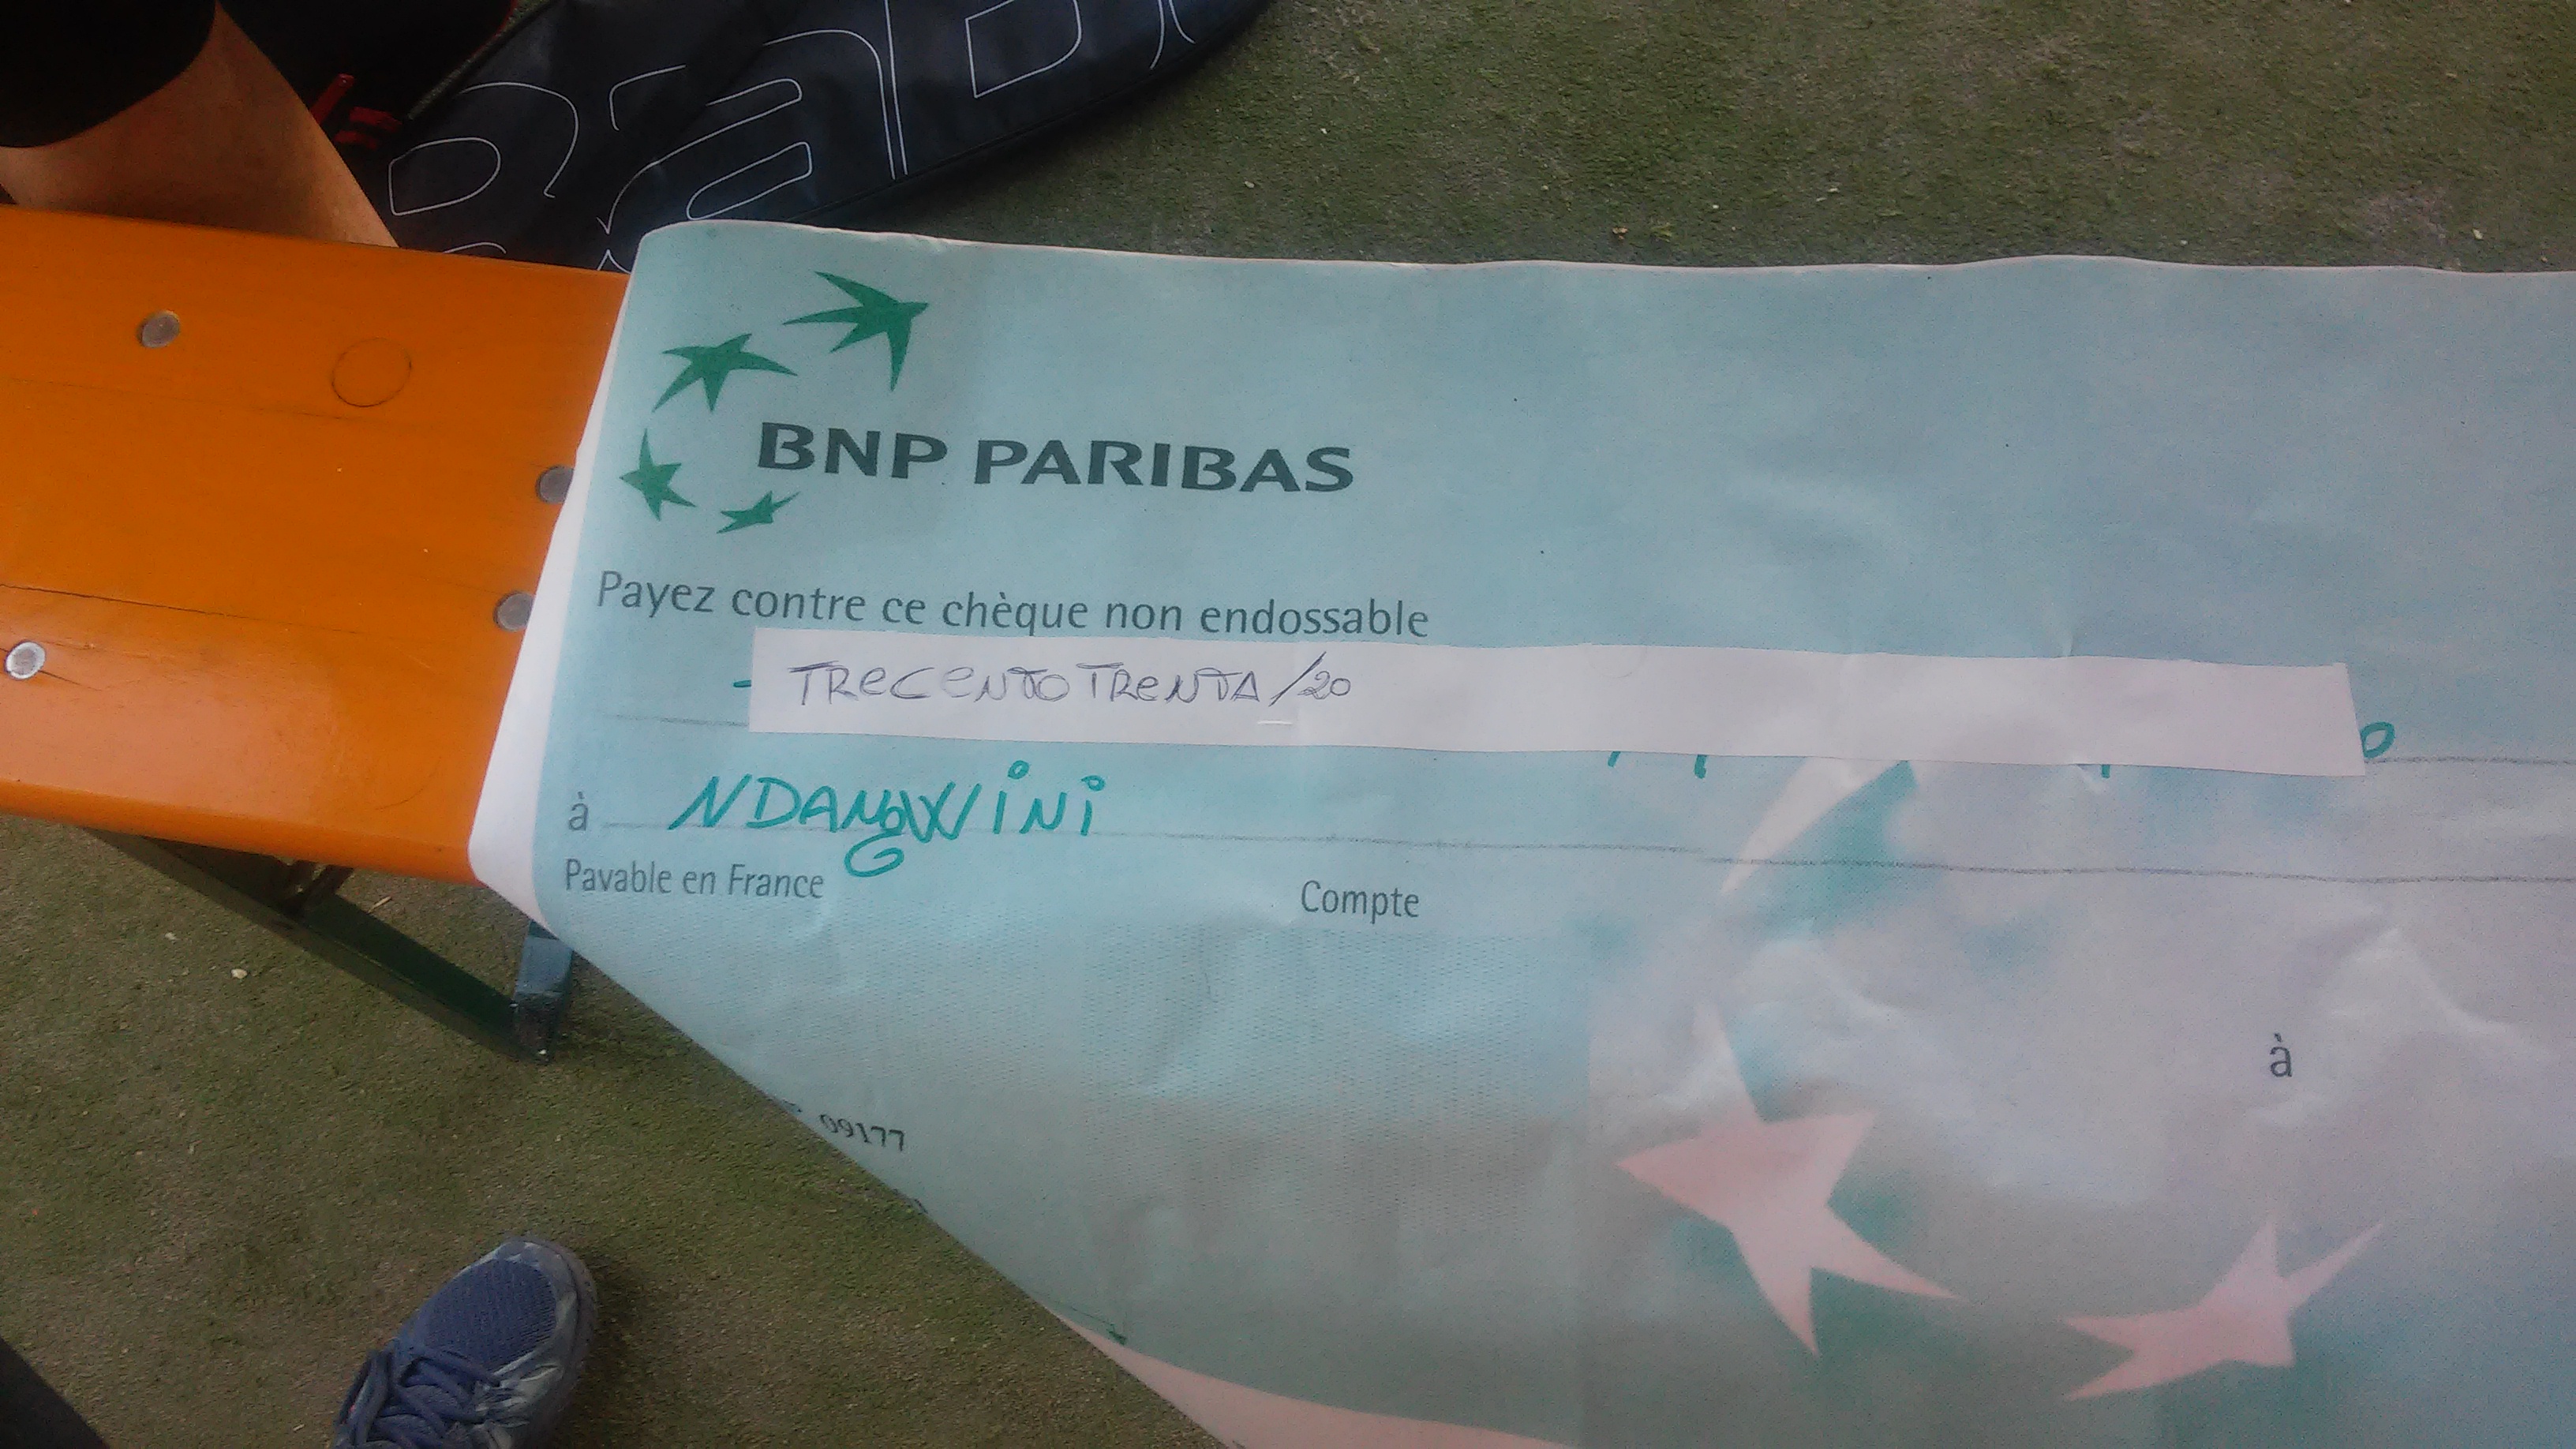 BNP PARIBAS
Payez contre ce chèque non endossable
- TRECENTOTRENTA/20
à NDANGWINI
Payable en France Compte
à
09177